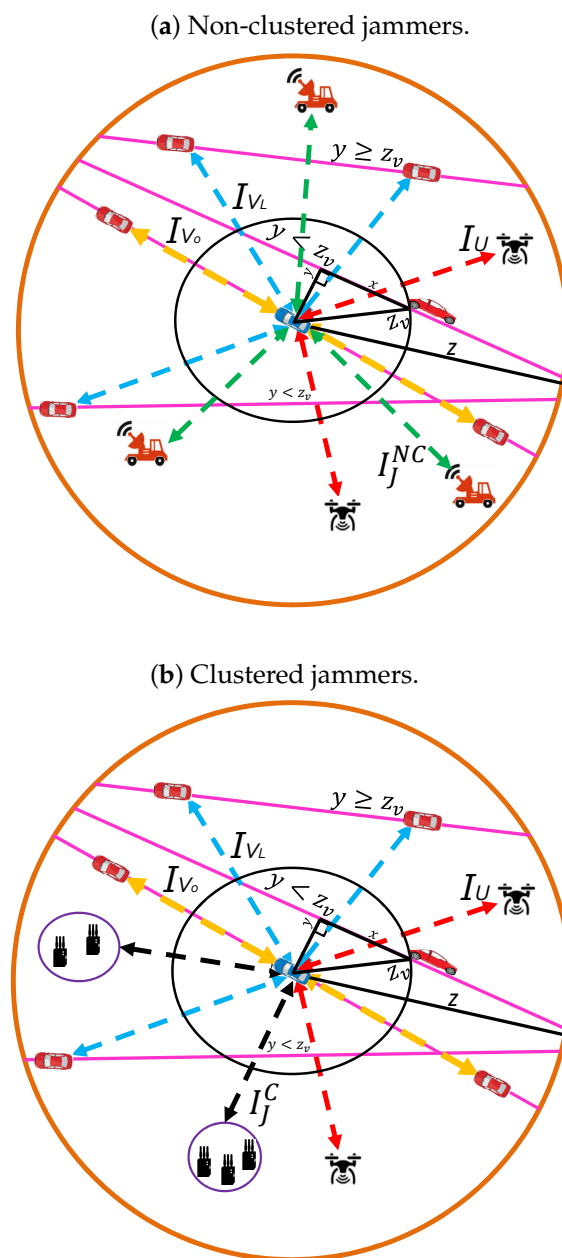 (a) Non-clustered jammers.
y ≥ z_v
I_{V_L}
I_{V_o}
y < z_v
I_U
y
x
z_v
z
y < z_v
I_J^{NC}
(b) Clustered jammers.
y ≥ z_v
I_{V_L}
I_{V_o}
y < z_v
I_U
y
x
z_v
z
y < z_v
I_J^C